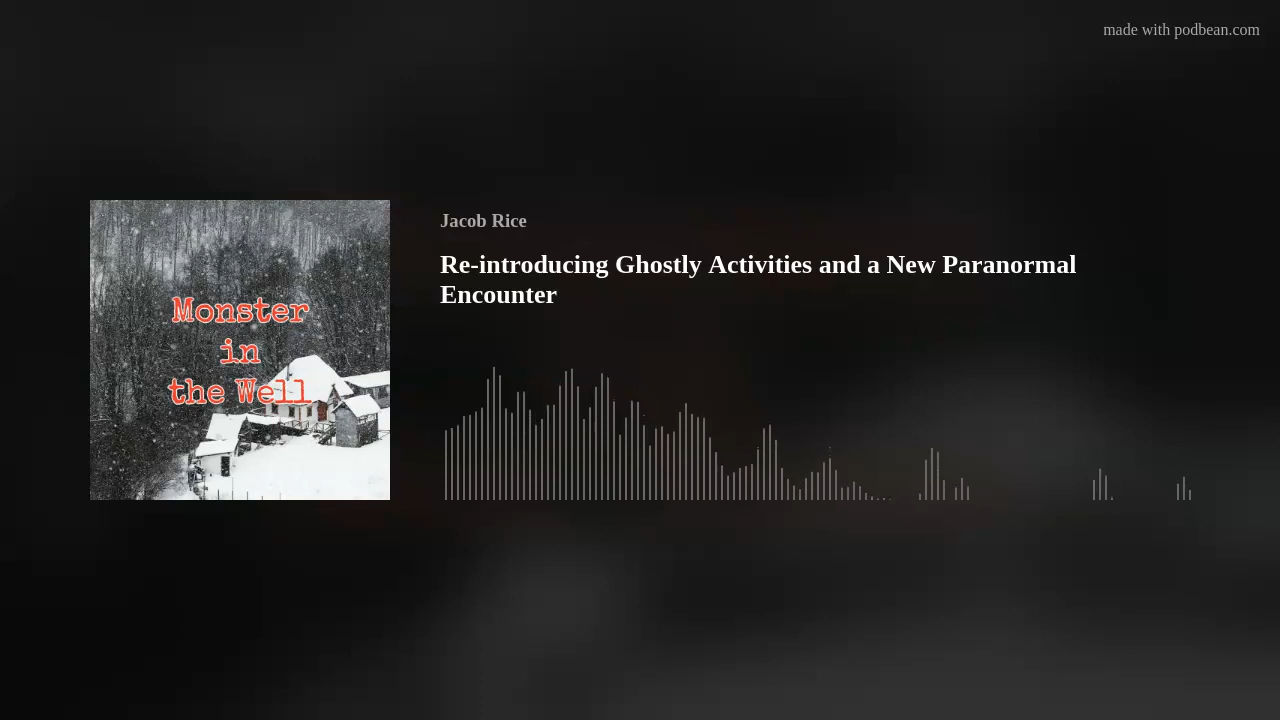 made with podbean.com
Jacob Rice
Re-introducing Ghostly Activities and a New Paranormal
Encounter
Monster
in
the Well